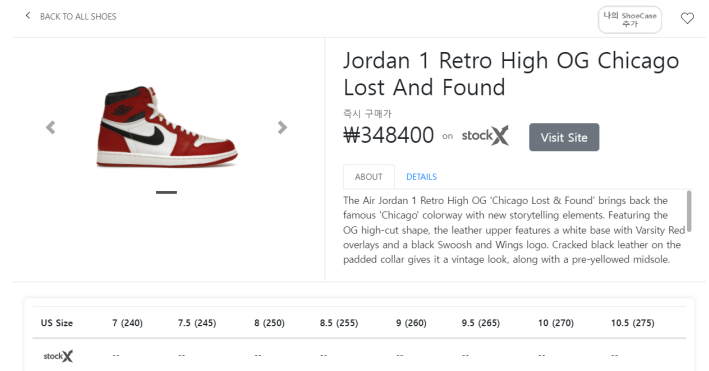 BACK TO ALL SHOES
나의 ShoeCase
추가
Jordan 1 Retro High OG Chicago
Lost And Found
즉시 구매가
₩348400 on stockX Visit Site
ABOUT DETAILS
The Air Jordan 1 Retro High OG 'Chicago Lost & Found' brings back the
famous 'Chicago' colorway with new storytelling elements. Featuring the
OG high-cut shape, the leather upper features a white base with Varsity Red
overlays and a black Swoosh and Wings logo. Cracked black leather on the
padded collar gives it a vintage look, along with a pre-yellowed midsole.
US Size 7 (240) 7.5 (245) 8 (250) 8.5 (255) 9 (260) 9.5 (265) 10 (270) 10.5 (275)
stockX -- -- -- -- -- -- -- --